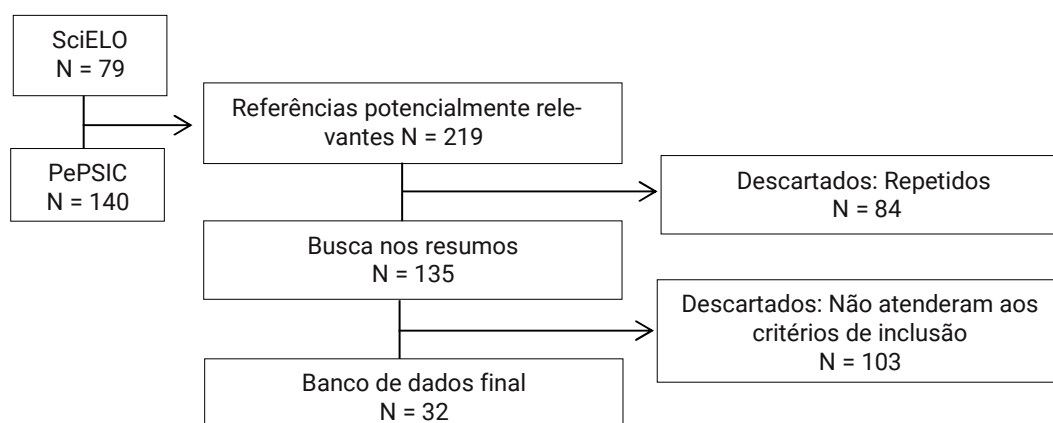 SciELO
N = 79
PePSIC
N = 140
Referências potencialmente rele-
vantes N = 219
Descartados: Repetidos
N = 84
Busca nos resumos
N = 135
Descartados: Não atenderam aos
critérios de inclusão
N = 103
Banco de dados final
N = 32